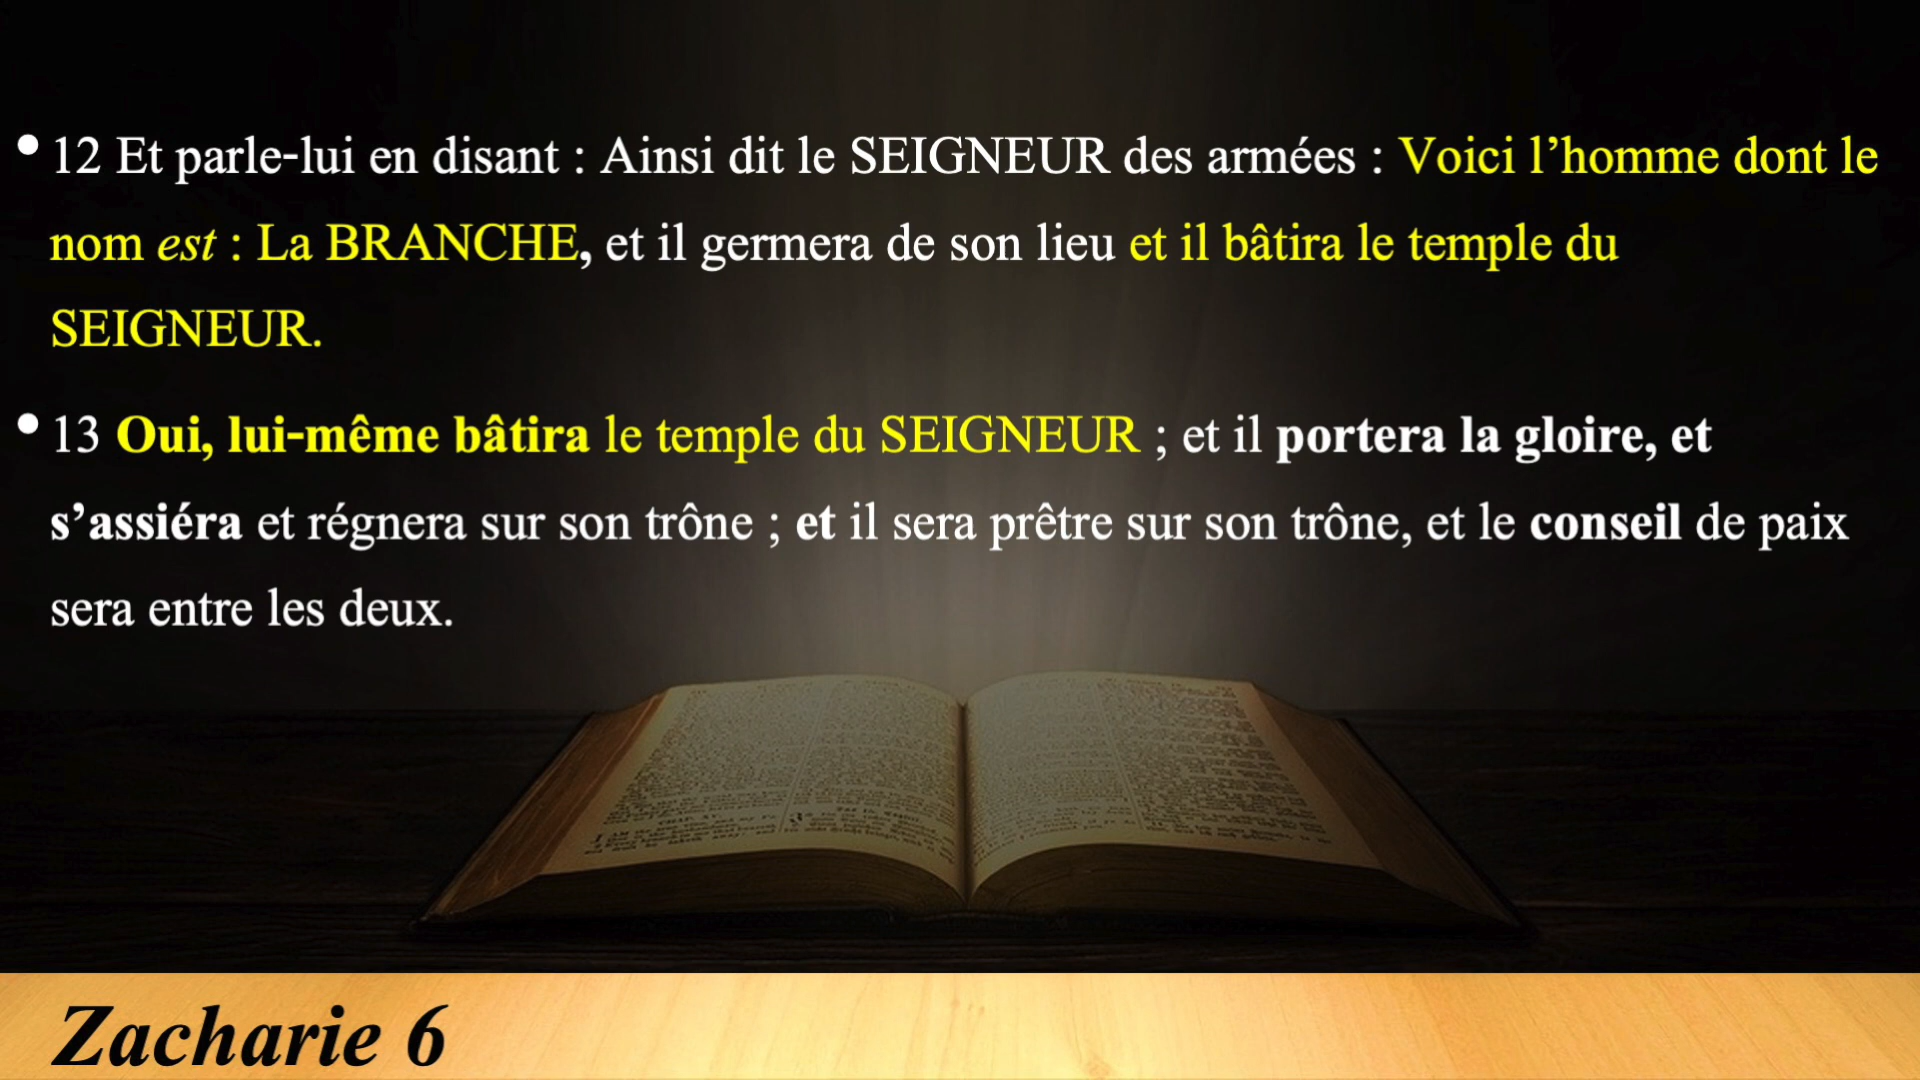 • 12 Et parle-lui en disant : Ainsi dit le SEIGNEUR des armées : Voici l’homme dont le
nom est : La BRANCHE, et il germera de son lieu et il bâtira le temple du
SEIGNEUR.
• 13 Oui, lui-même bâtira le temple du SEIGNEUR ; et il portera la gloire, et
s’assiéra et régnera sur son trône ; et il sera prêtre sur son trône, et le conseil de paix
sera entre les deux.
Zacharie 6